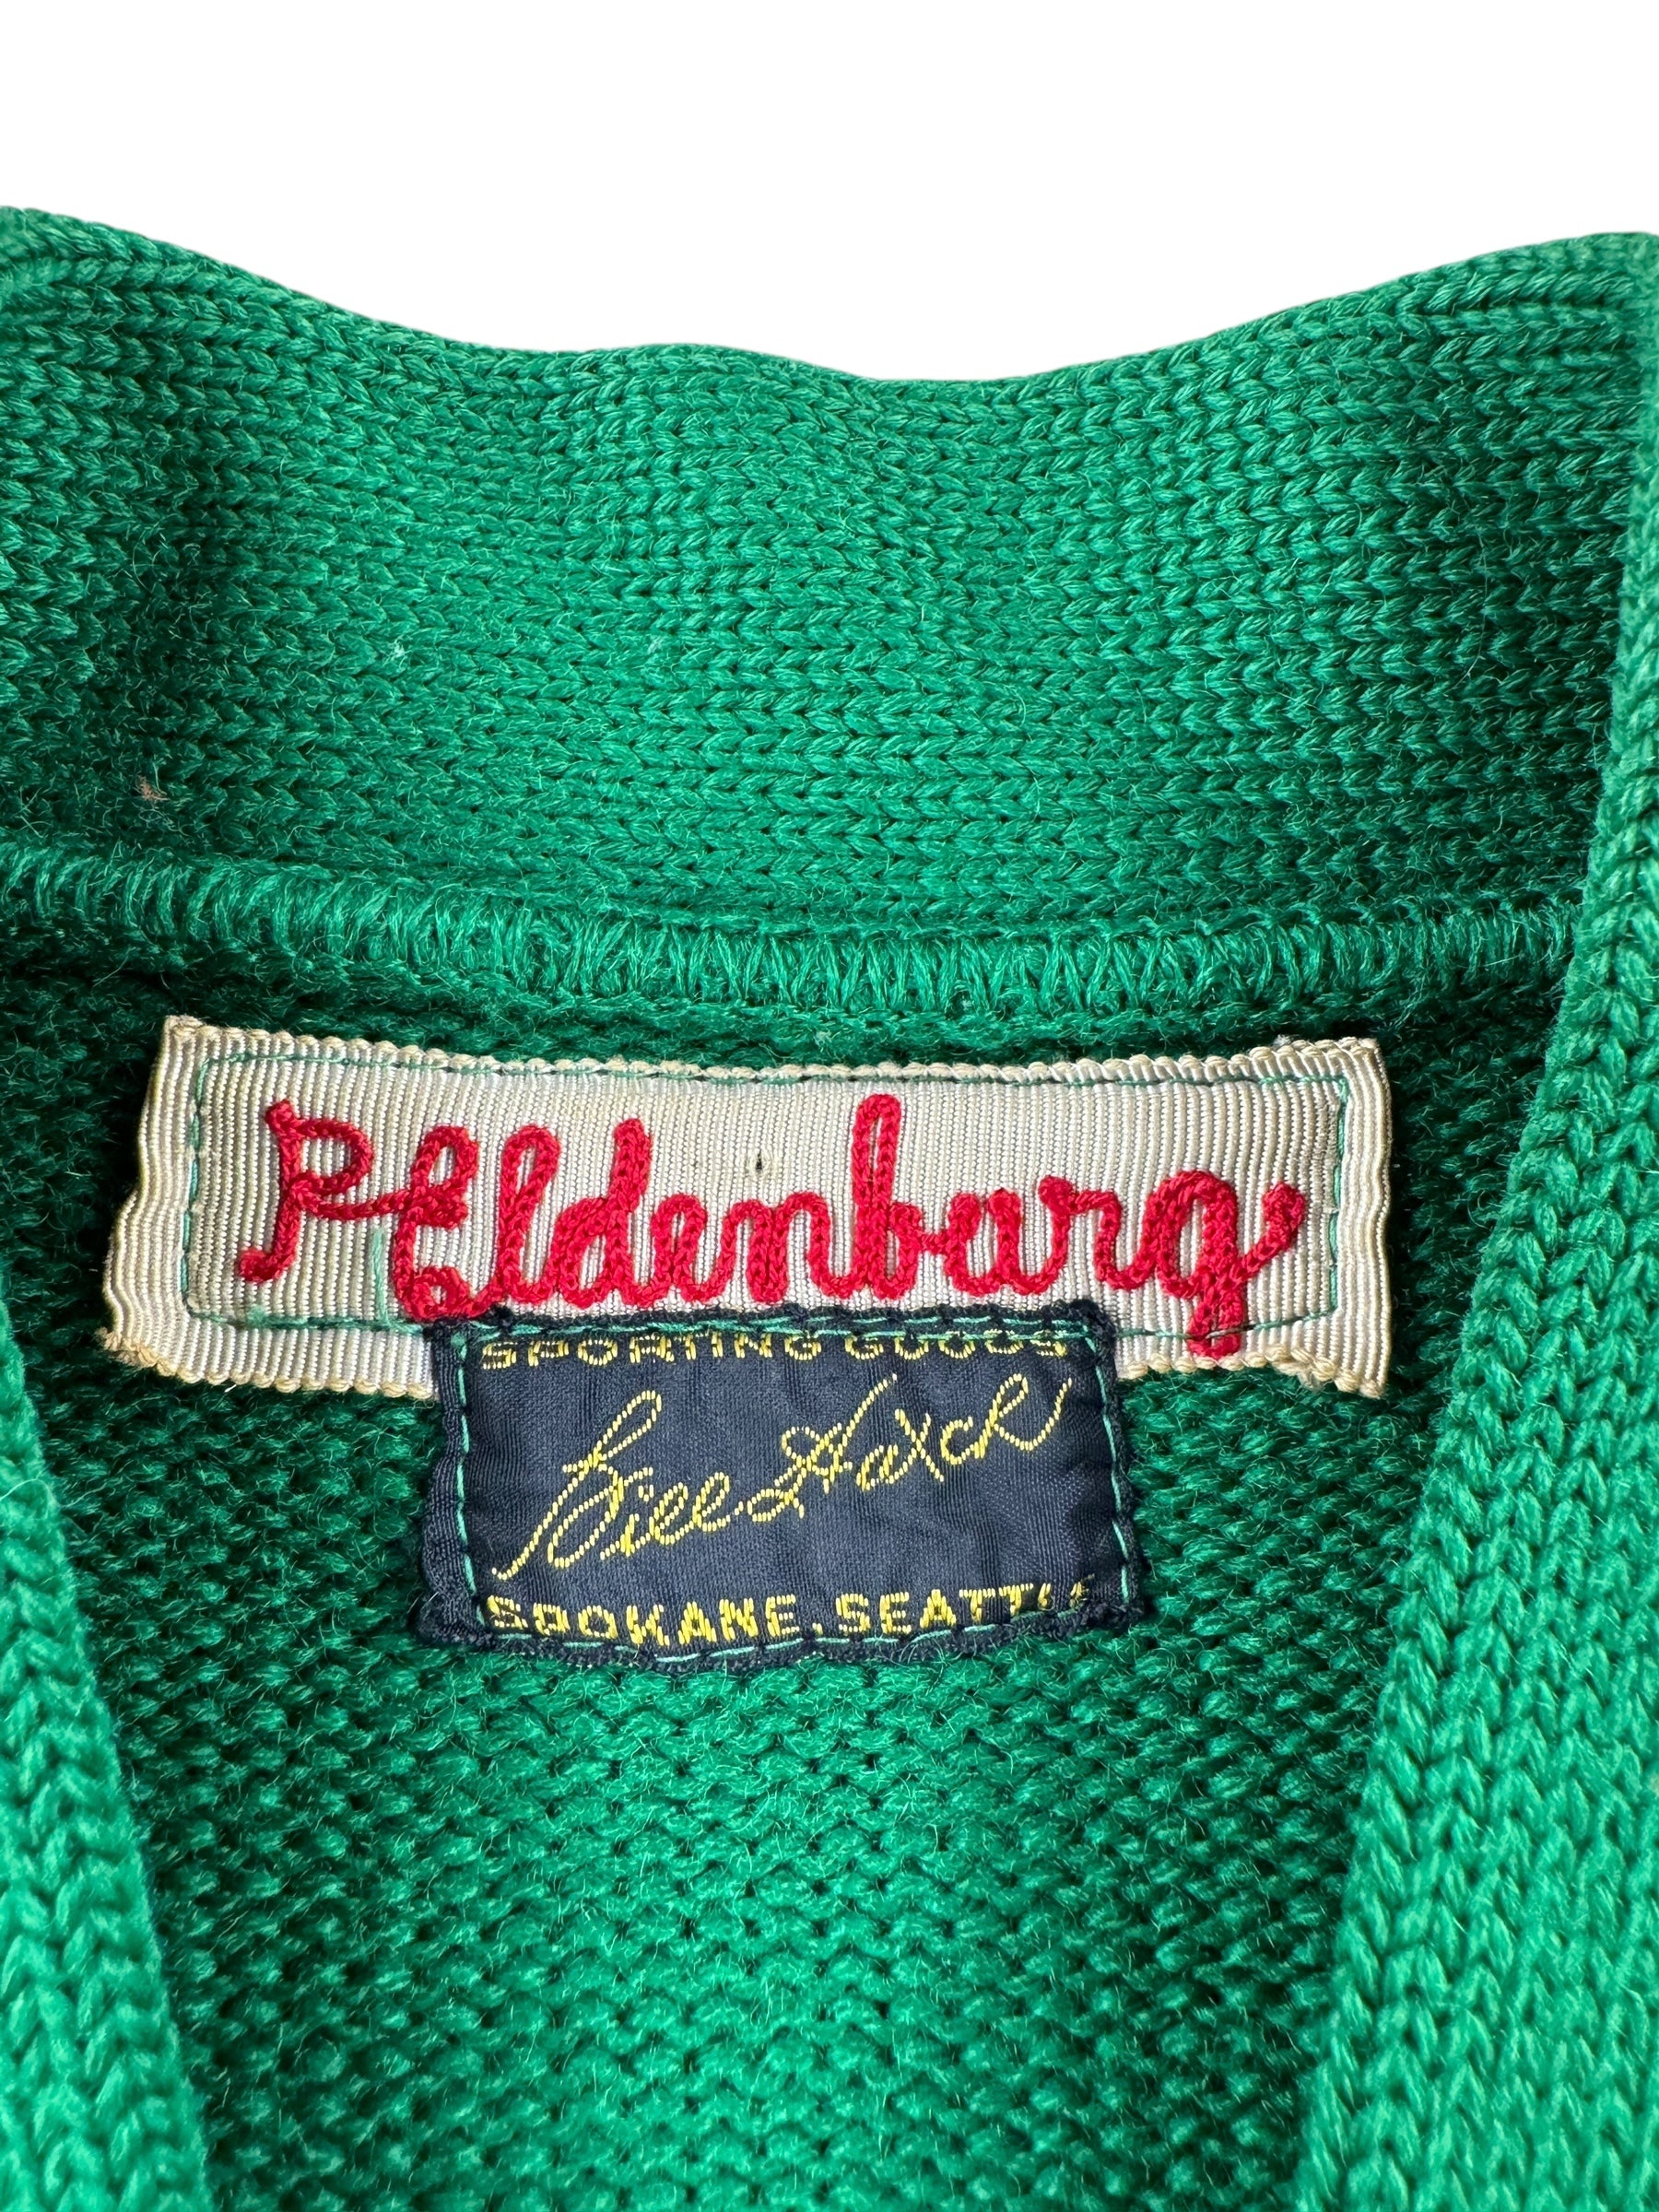 P. Eldenburg
SPORTING GOODS
Bill Hatch
SPOKANE, SEATTLE